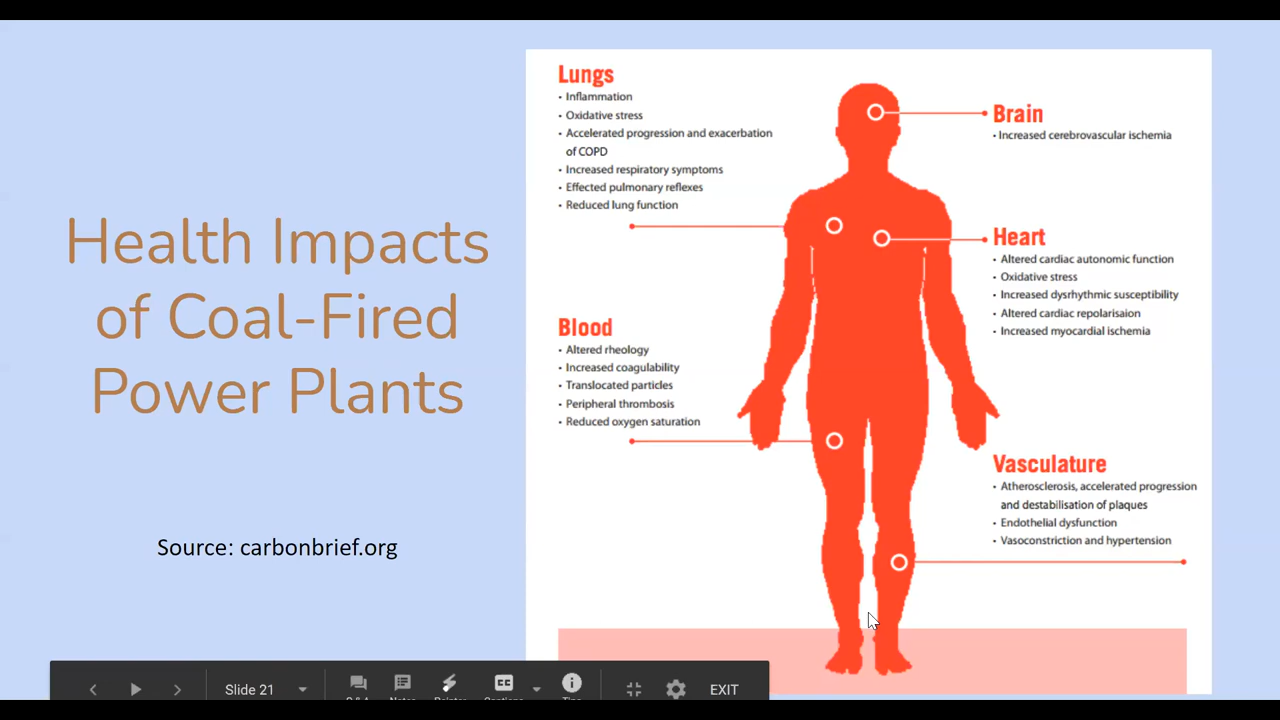 Health Impacts
of Coal-Fired
Power Plants
Source: carbonbrief.org
Lungs
• Inflammation
• Oxidative stress
• Accelerated progression and exacerbation
of COPD
• Increased respiratory symptoms
• Effected pulmonary reflexes
• Reduced lung function
Blood
• Altered rheology
• Increased coagulability
• Translocated particles
• Peripheral thrombosis
• Reduced oxygen saturation
Brain
• Increased cerebrovascular ischemia
Heart
• Altered cardiac autonomic function
• Oxidative stress
• Increased dysrhythmic susceptibility
• Altered cardiac repolarisaion
• Increased myocardial ischemia
Vasculature
• Atherosclerosis, accelerated progression
and destabilisation of plaques
• Endothelial dysfunction
• Vasoconstriction and hypertension
Slide 21
CC
EXIT